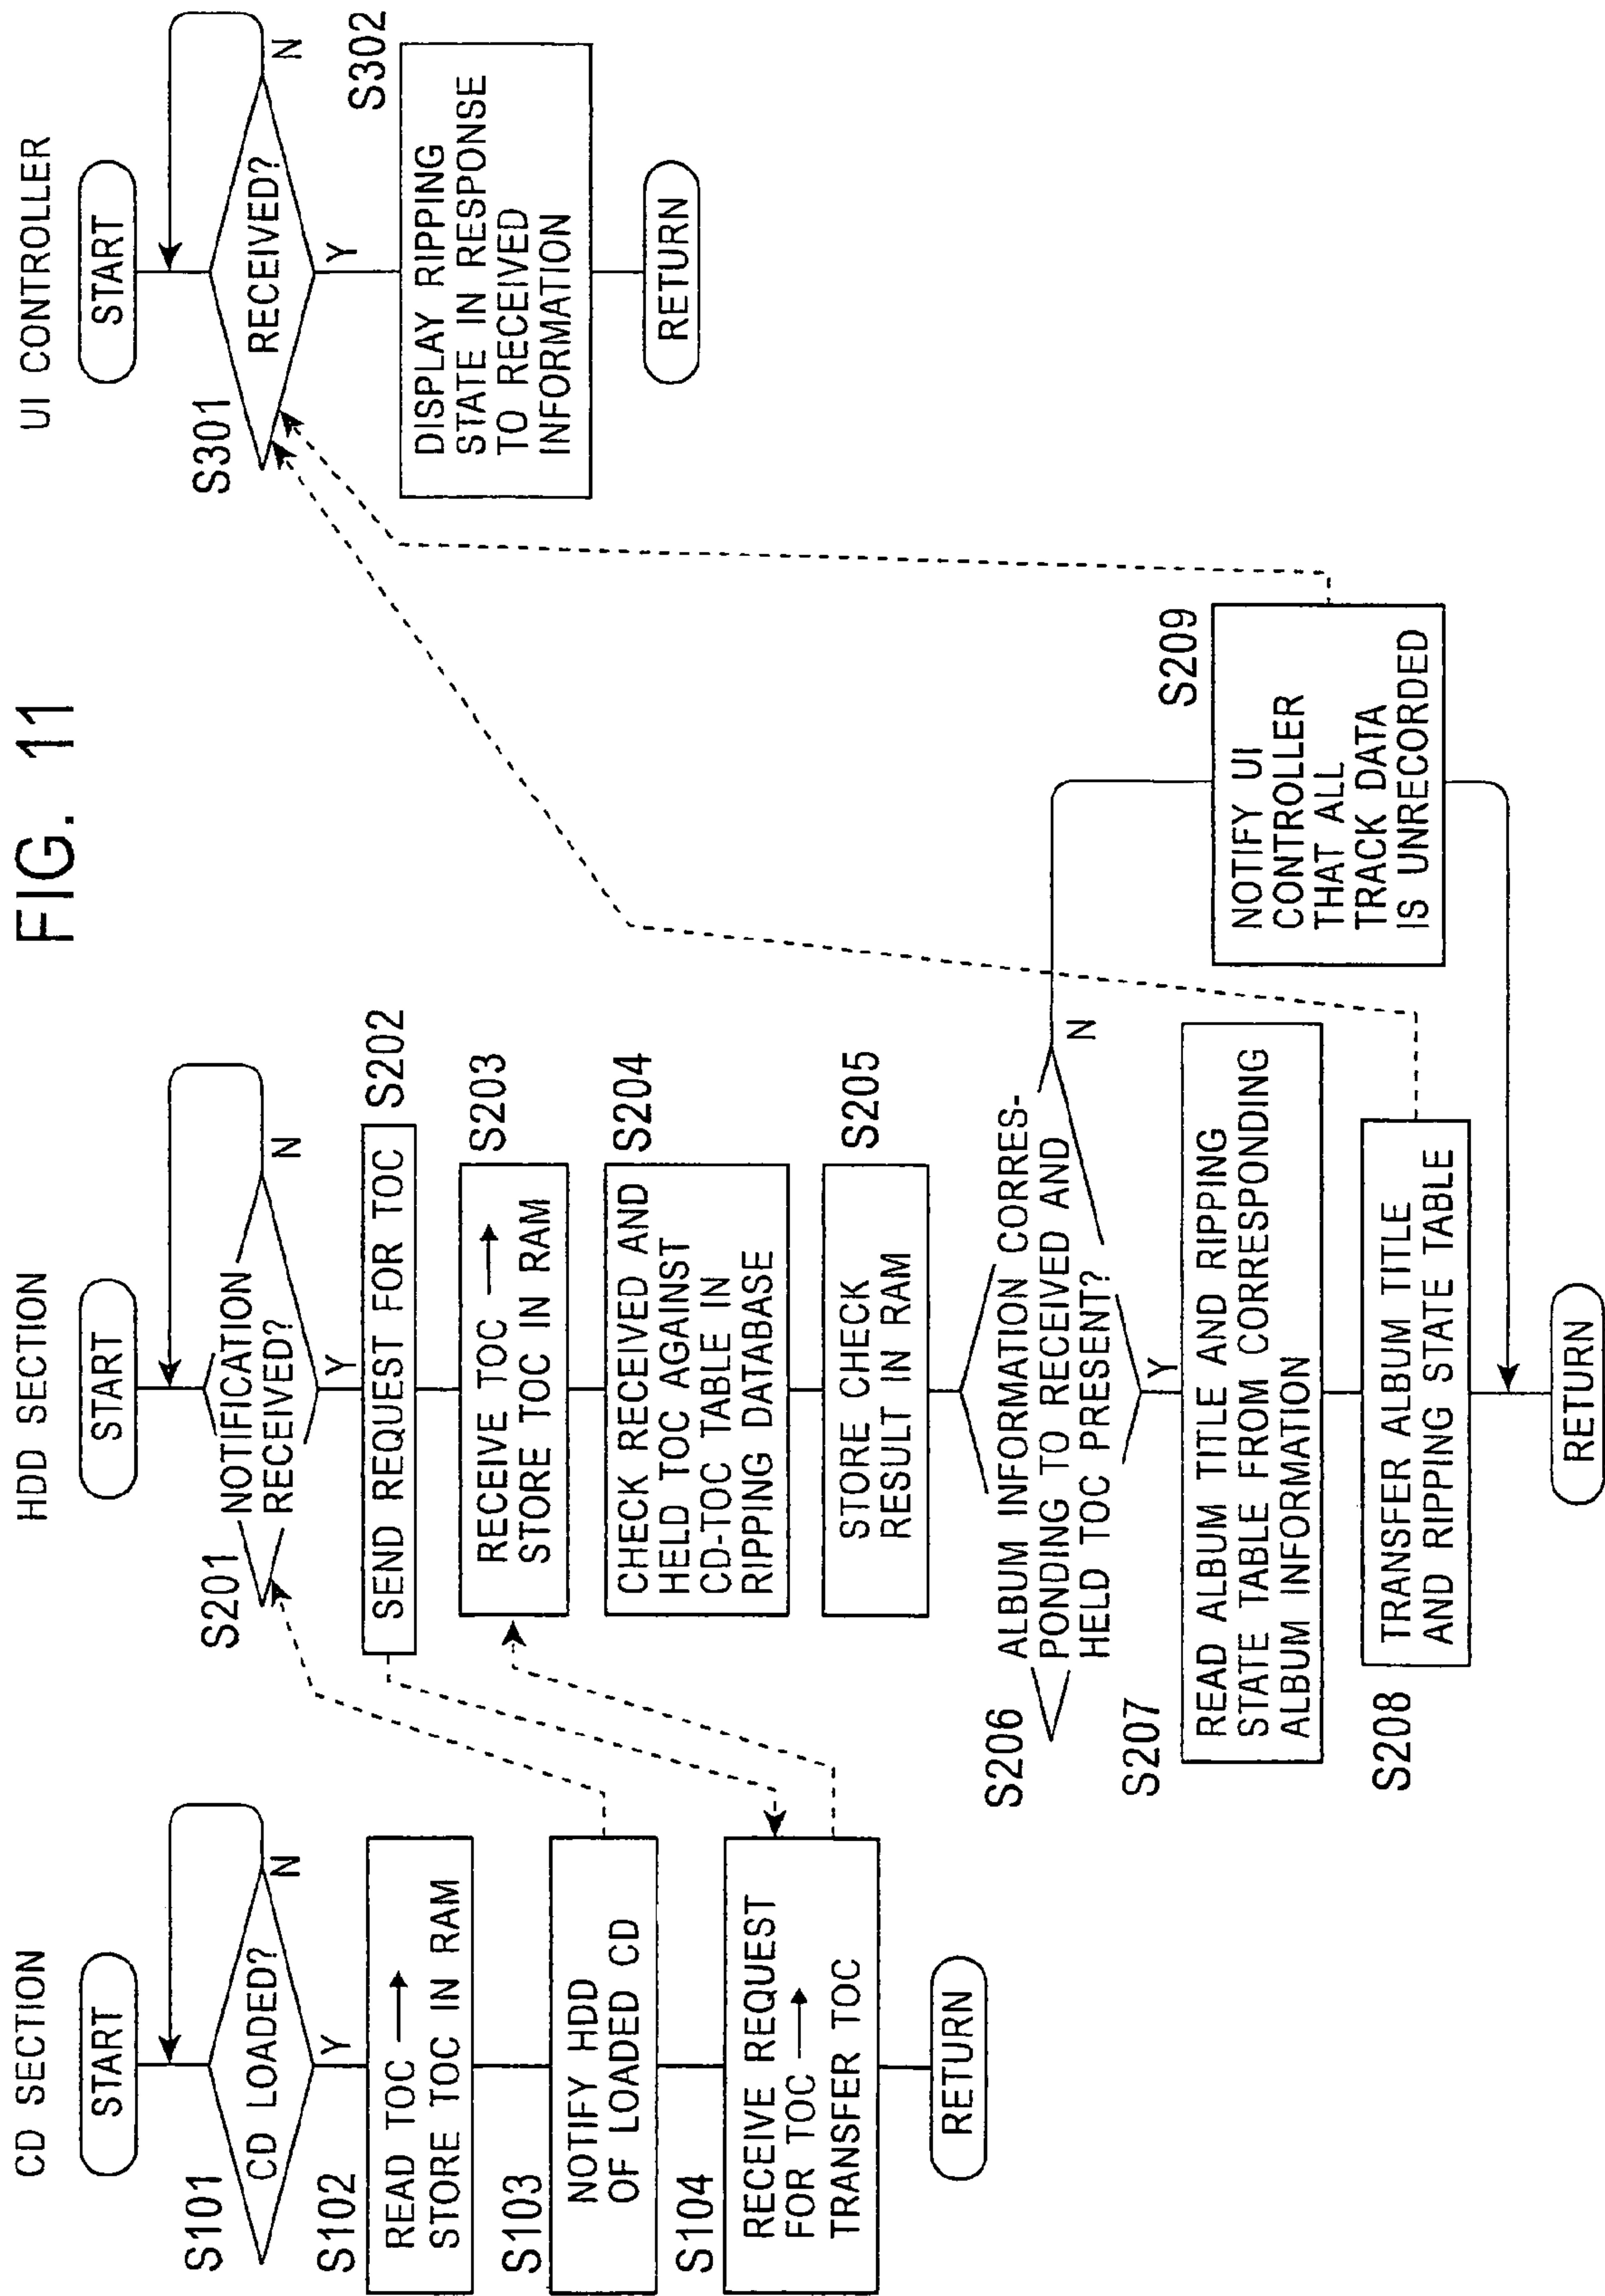 FIG. 11
CD SECTION
START
S101
CD LOADED?
N
Y
S102
READ TOC →
STORE TOC IN RAM
S103
NOTIFY HDD
OF LOADED CD
S104
RECEIVE REQUEST
FOR TOC →
TRANSFER TOC
RETURN
HDD SECTION
START
S201
NOTIFICATION
RECEIVED?
N
Y
S202
SEND REQUEST FOR TOC
S203
RECEIVE TOC →
STORE TOC IN RAM
S204
CHECK RECEIVED AND
HELD TOC AGAINST
CD-TOC TABLE IN
RIPPING DATABASE
S205
STORE CHECK
RESULT IN RAM
S206
ALBUM INFORMATION CORRES-
PONDING TO RECEIVED AND
HELD TOC PRESENT?
N
Y
S207
READ ALBUM TITLE AND RIPPING
STATE TABLE FROM CORRESPONDING
ALBUM INFORMATION
S208
TRANSFER ALBUM TITLE
AND RIPPING STATE TABLE
S209
NOTIFY UI
CONTROLLER
THAT ALL
TRACK DATA
IS UNRECORDED
RETURN
UI CONTROLLER
START
S301
RECEIVED?
N
Y
S302
DISPLAY RIPPING
STATE IN RESPONSE
TO RECEIVED
INFORMATION
RETURN